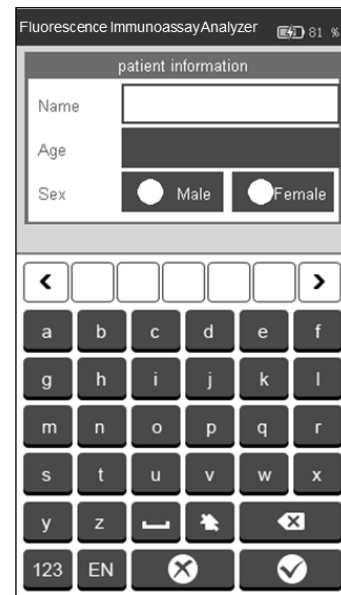 Fluorescence Immunoassay Analyzer 81 %
patient information
Name
Age
Sex Male Female
a b c d e f
g h i j k l
m n o p q r
s t u v w x
y z
123 EN